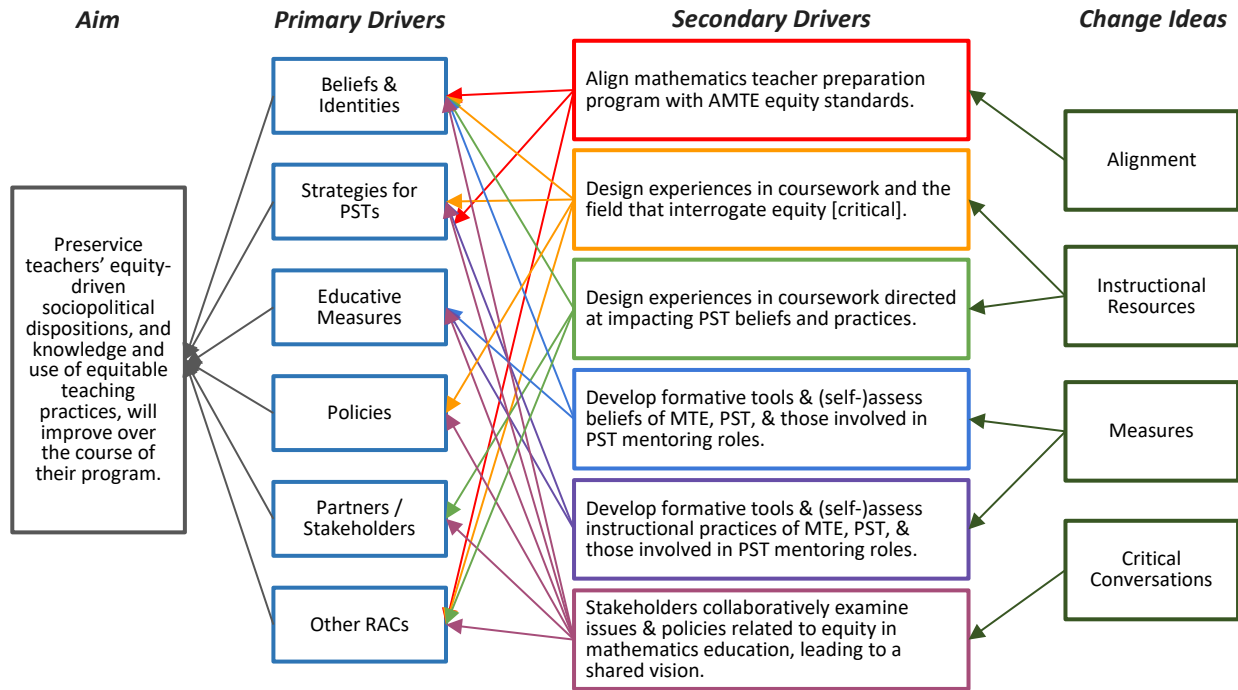 Aim
Primary Drivers
Secondary Drivers
Change Ideas
Preservice
teachers’ equity-
driven
sociopolitical
dispositions, and
knowledge and
use of equitable
teaching
practices, will
improve over
the course of
their program.
Beliefs &
Identities
Strategies for
PSTs
Educative
Measures
Policies
Partners /
Stakeholders
Other RACs
Align mathematics teacher preparation
program with AMTE equity standards.
Design experiences in coursework and the
field that interrogate equity [critical].
Design experiences in coursework directed
at impacting PST beliefs and practices.
Develop formative tools & (self-)assess
beliefs of MTE, PST, & those involved in
PST mentoring roles.
Develop formative tools & (self-)assess
instructional practices of MTE, PST, &
those involved in PST mentoring roles.
Stakeholders collaboratively examine
issues & policies related to equity in
mathematics education, leading to a
shared vision.
Alignment
Instructional
Resources
Measures
Critical
Conversations